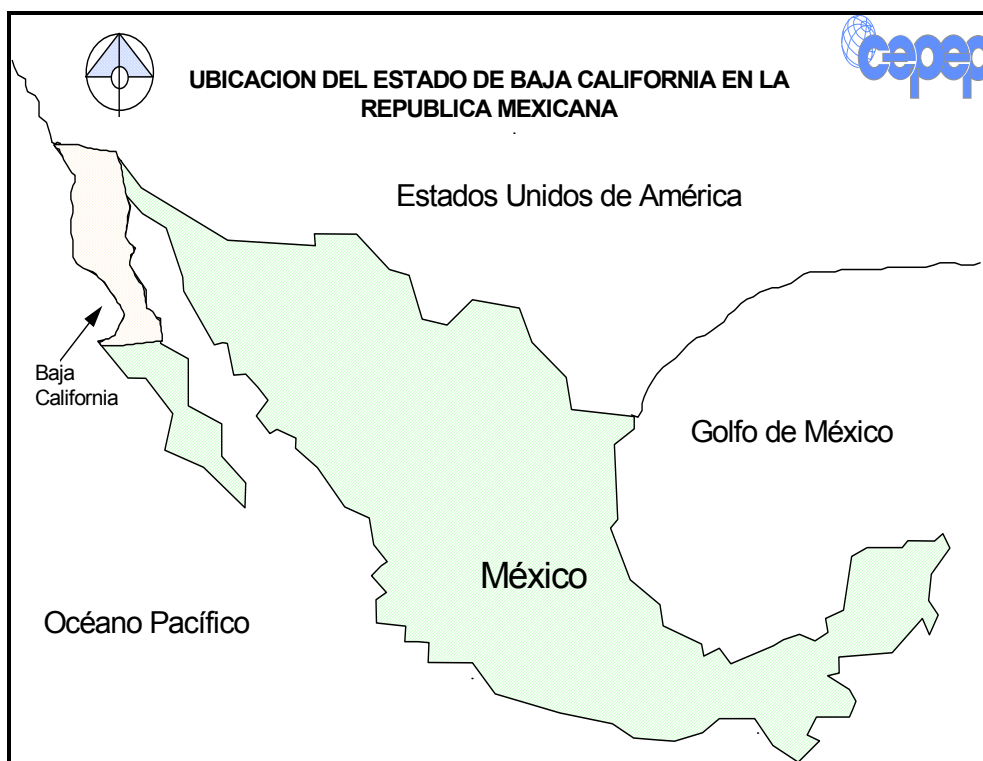 cepep
UBICACION DEL ESTADO DE BAJA CALIFORNIA EN LA
REPUBLICA MEXICANA
Estados Unidos de América
Baja
California
Golfo de México
México
Océano Pacífico